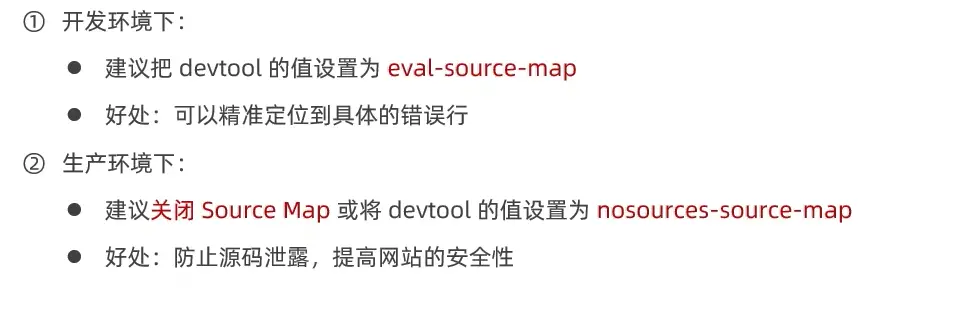 ① 开发环境下：
● 建议把 devtool 的值设置为 eval-source-map
● 好处：可以精准定位到具体的错误行
② 生产环境下：
● 建议关闭 Source Map 或将 devtool 的值设置为 nosources-source-map
● 好处：防止源码泄露，提高网站的安全性